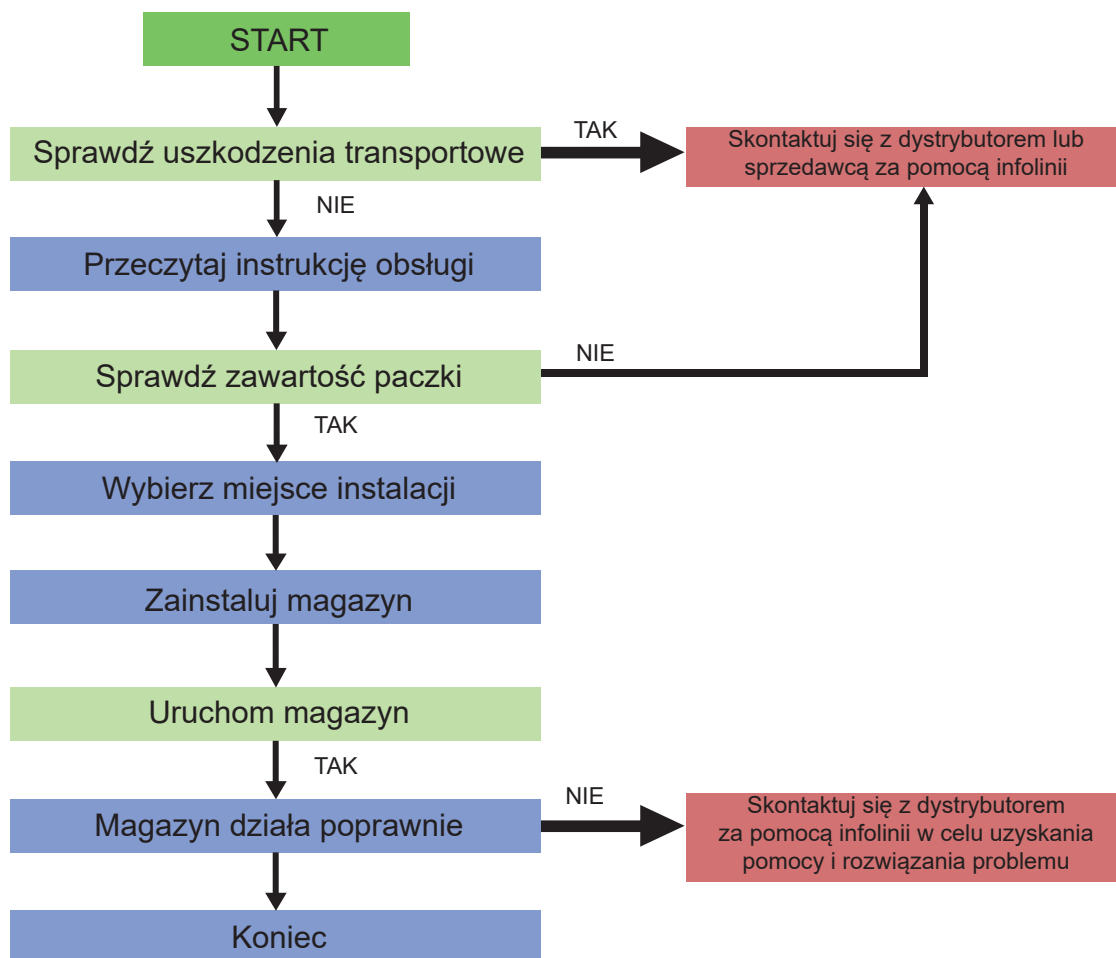 START
Sprawdź uszkodzenia transportowe
TAK
Skontaktuj się z dystrybutorem lub
sprzedawcą za pomocą infolinii
NIE
Przeczytaj instrukcję obsługi
Sprawdź zawartość paczki
NIE
TAK
Wybierz miejsce instalacji
Zainstaluj magazyn
Uruchom magazyn
TAK
Magazyn działa poprawnie
NIE
Skontaktuj się z dystrybutorem
za pomocą infolinii w celu uzyskania
pomocy i rozwiązania problemu
Koniec